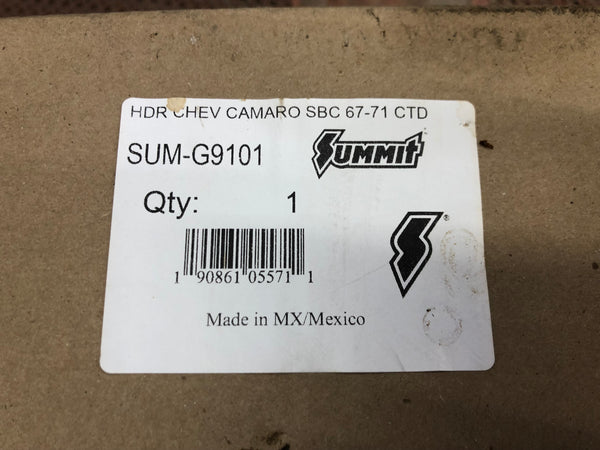 HDR CHEV CAMARO SBC 67-71 CTD
SUM-G9101 SUMMIT
Qty: 1
®
1 90861 05571 1
Made in MX/Mexico